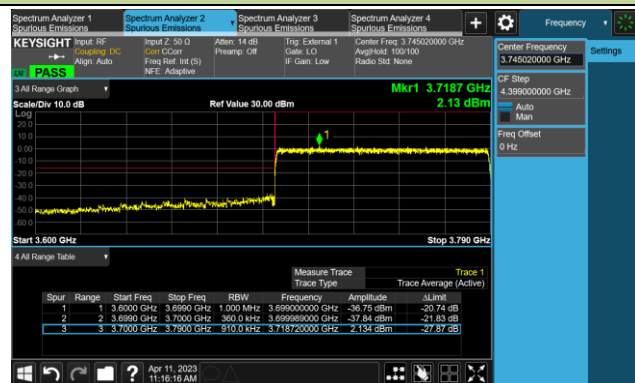 Spectrum Analyzer 1
Spurious Emissions
Spectrum Analyzer 2
Spurious Emissions
Spectrum Analyzer 3
Spurious Emissions
Spectrum Analyzer 4
Spurious Emissions
+
Frequency
KEYSIGHT
Input: RF
Coupling: DC
Align: Auto
Input Z: 50 Ω
Corr CCorr
Freq Ref: Int (S)
NFE: Adaptive
Atten: 14 dB
Preamp: Off
Trig: External 1
Gate: LO
IF Gain: Low
Center Freq: 3.745020000 GHz
Avg|Hold: 100/100
Radio Std: None
PASS
Center Frequency
3.745020000 GHz
Settings
CF Step
4.399000000 GHz
Auto
Man
Freq Offset
0 Hz
3 All Range Graph
Mkr1 3.7187 GHz
Scale/Div 10.0 dB
Ref Value 30.00 dBm
2.13 dBm
Log
20.0
10.0
0.00
-10.0
-20.0
-30.0
-40.0
-50.0
-60.0
1
Start 3.600 GHz
Stop 3.790 GHz
4 All Range Table
Measure Trace Trace 1
Trace Type Trace Average (Active)
Spur Range Start Freq Stop Freq RBW Frequency Amplitude ΔLimit
1 1 3.6000 GHz 3.6990 GHz 1.000 MHz 3.699000000 GHz -36.75 dBm -20.74 dB
2 2 3.6990 GHz 3.7000 GHz 360.0 kHz 3.699989000 GHz -37.84 dBm -21.83 dB
3 3 3.7000 GHz 3.7900 GHz 910.0 kHz 3.718720000 GHz 2.134 dBm -27.87 dB
?
Apr 11, 2023
11:16:16 AM